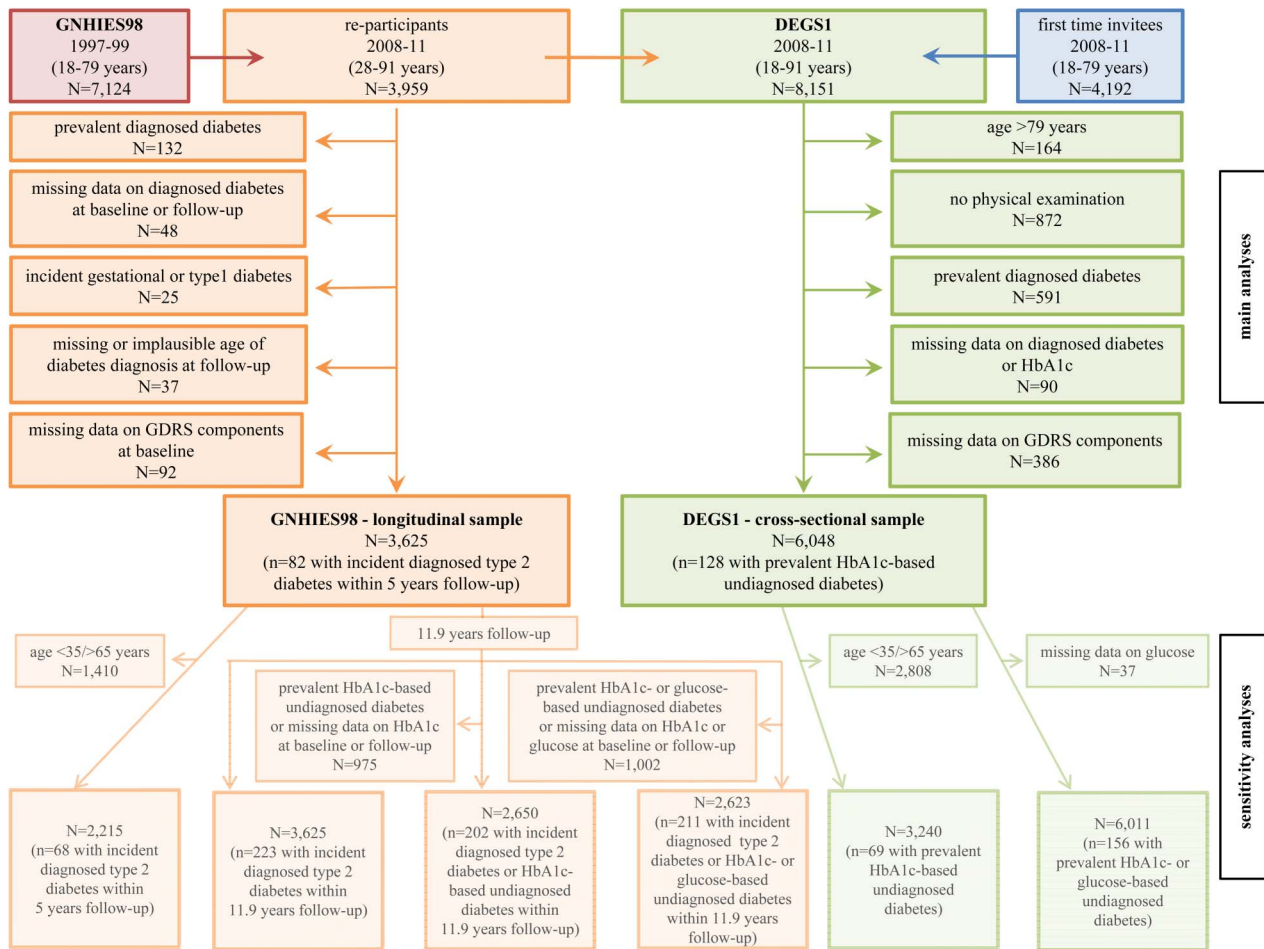 GNHIES98
1997-99
(18-79 years)
N=7,124
re-participants
2008-11
(28-91 years)
N=3,959
DEGS1
2008-11
(18-91 years)
N=8,151
first time invitees
2008-11
(18-79 years)
N=4,192
prevalent diagnosed diabetes
N=132
missing data on diagnosed diabetes
at baseline or follow-up
N=48
incident gestational or type1 diabetes
N=25
missing or implausible age of
diabetes diagnosis at follow-up
N=37
missing data on GDRS components
at baseline
N=92
age >79 years
N=164
no physical examination
N=872
prevalent diagnosed diabetes
N=591
missing data on diagnosed diabetes
or HbA1c
N=90
missing data on GDRS components
N=386
main analyses
GNHIES98 - longitudinal sample
N=3,625
(n=82 with incident diagnosed type 2
diabetes within 5 years follow-up)
DEGS1 - cross-sectional sample
N=6,048
(n=128 with prevalent HbA1c-based
undiagnosed diabetes)
age <35/>65 years
N=1,410
11.9 years follow-up
prevalent HbA1c-based
undiagnosed diabetes
or missing data on HbA1c
at baseline or follow-up
N=975
prevalent HbA1c- or glucose-
based undiagnosed diabetes
or missing data on HbA1c or
glucose at baseline or follow-up
N=1,002
age <35/>65 years
N=2,808
missing data on glucose
N=37
sensitivity analyses
N=2,215
(n=68 with incident
diagnosed type 2
diabetes within
5 years follow-up)
N=3,625
(n=223 with incident
diagnosed type 2
diabetes within
11.9 years follow-up)
N=2,650
(n=202 with incident
diagnosed type 2
diabetes or HbA1c-
based undiagnosed
diabetes within
11.9 years follow-up)
N=2,623
(n=211 with incident
diagnosed type 2
diabetes or HbA1c- or
glucose-based
undiagnosed diabetes
within 11.9 years
follow-up)
N=3,240
(n=69 with prevalent
HbA1c-based
undiagnosed
diabetes)
N=6,011
(n=156 with
prevalent HbA1c- or
glucose-based
undiagnosed
diabetes)